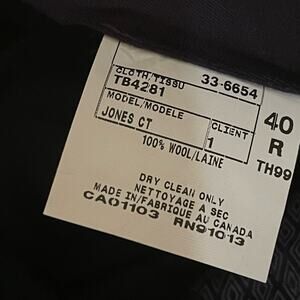 CLOTH/TISSU 33-6654
TB4281
MODEL/MODELE
JONES CT
CLIENT
1
40
R
TH99
100% WOOL/LAINE
DRY CLEAN ONLY
NETTOYAGE A SEC
MADE IN/FABRIQUE AU CANADA
CA01103 RN91013